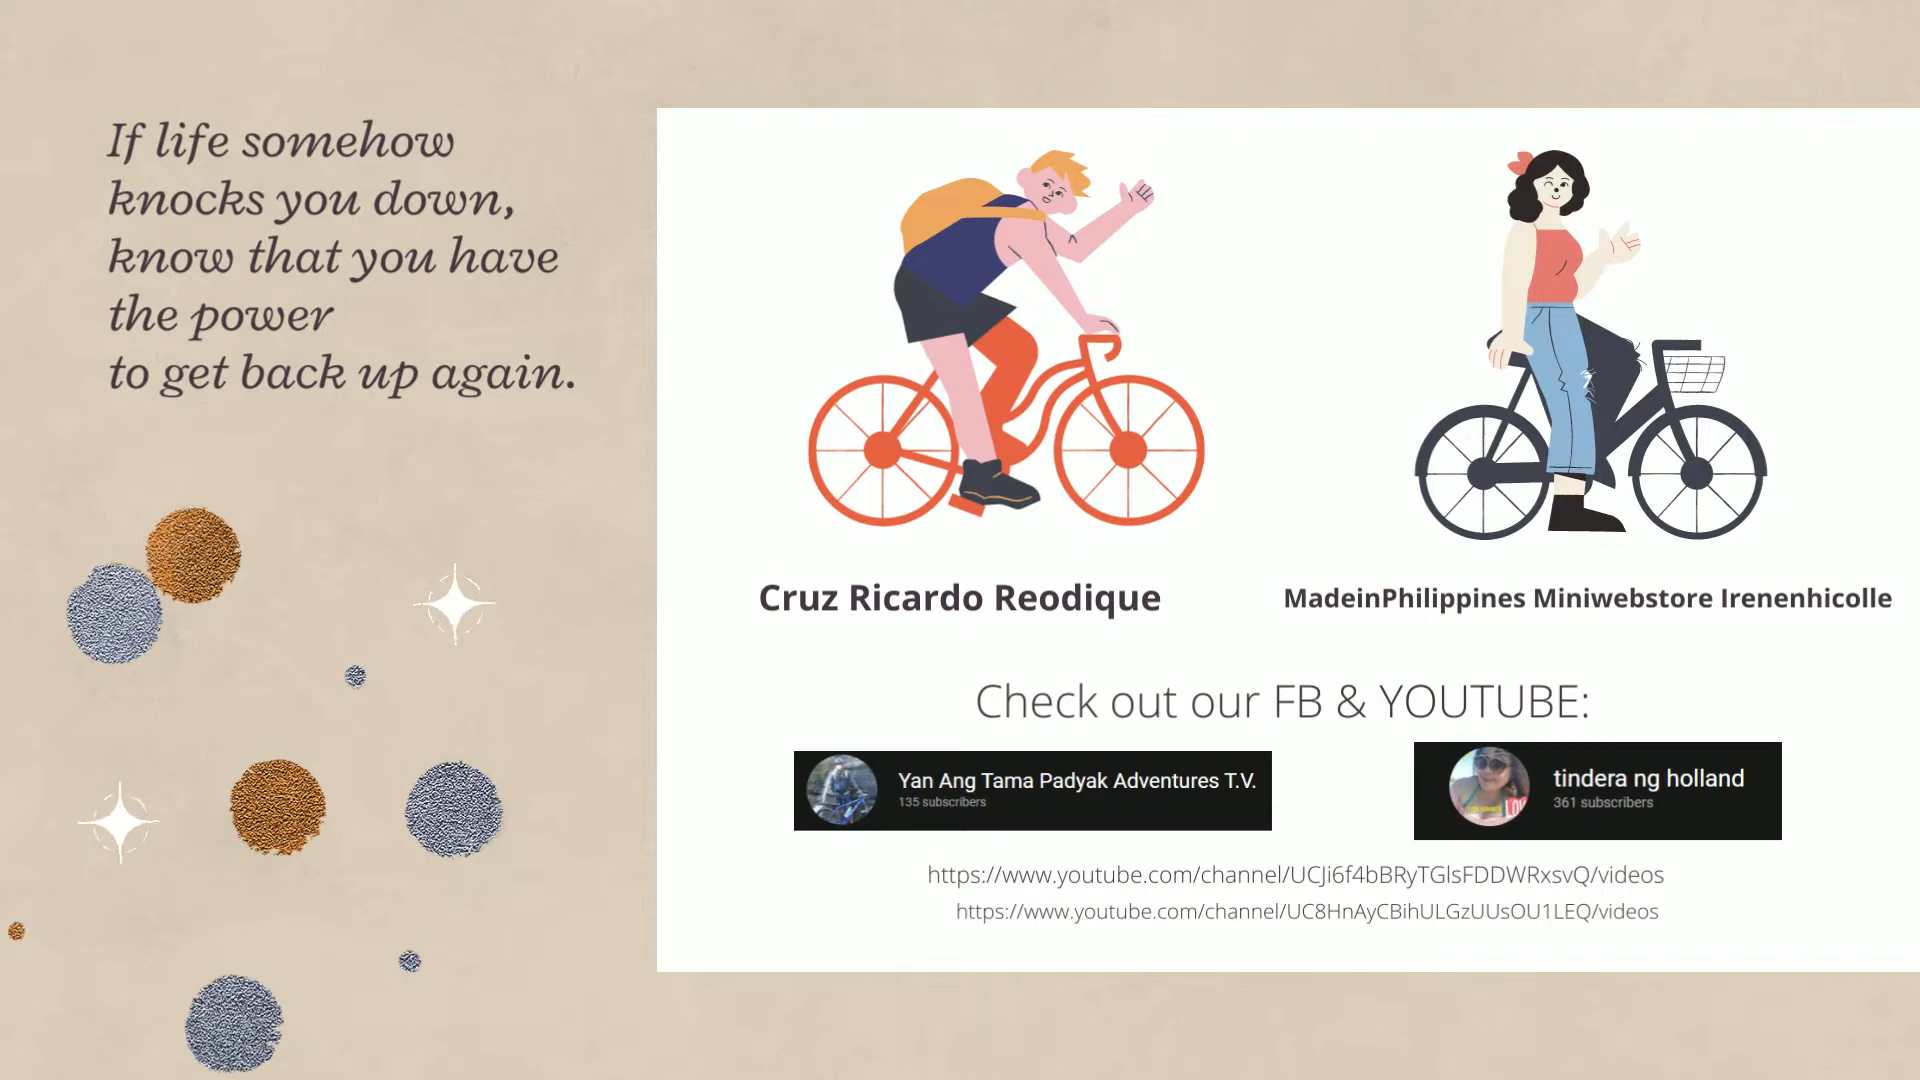 If life somehow
knocks you down,
know that you have
the power
to get back up again.
Cruz Ricardo Reodique
MadeinPhilippines Miniwebstore Irenenhicolle
Check out our FB & YOUTUBE:
Yan Ang Tama Padyak Adventures T.V.
135 subscribers
tindera ng holland
361 subscribers
https://www.youtube.com/channel/UCJi6f4bBRyTGlsFDDWRxsvQ/videos
https://www.youtube.com/channel/UC8HnAyCBihULGzUUsOU1LEQ/videos